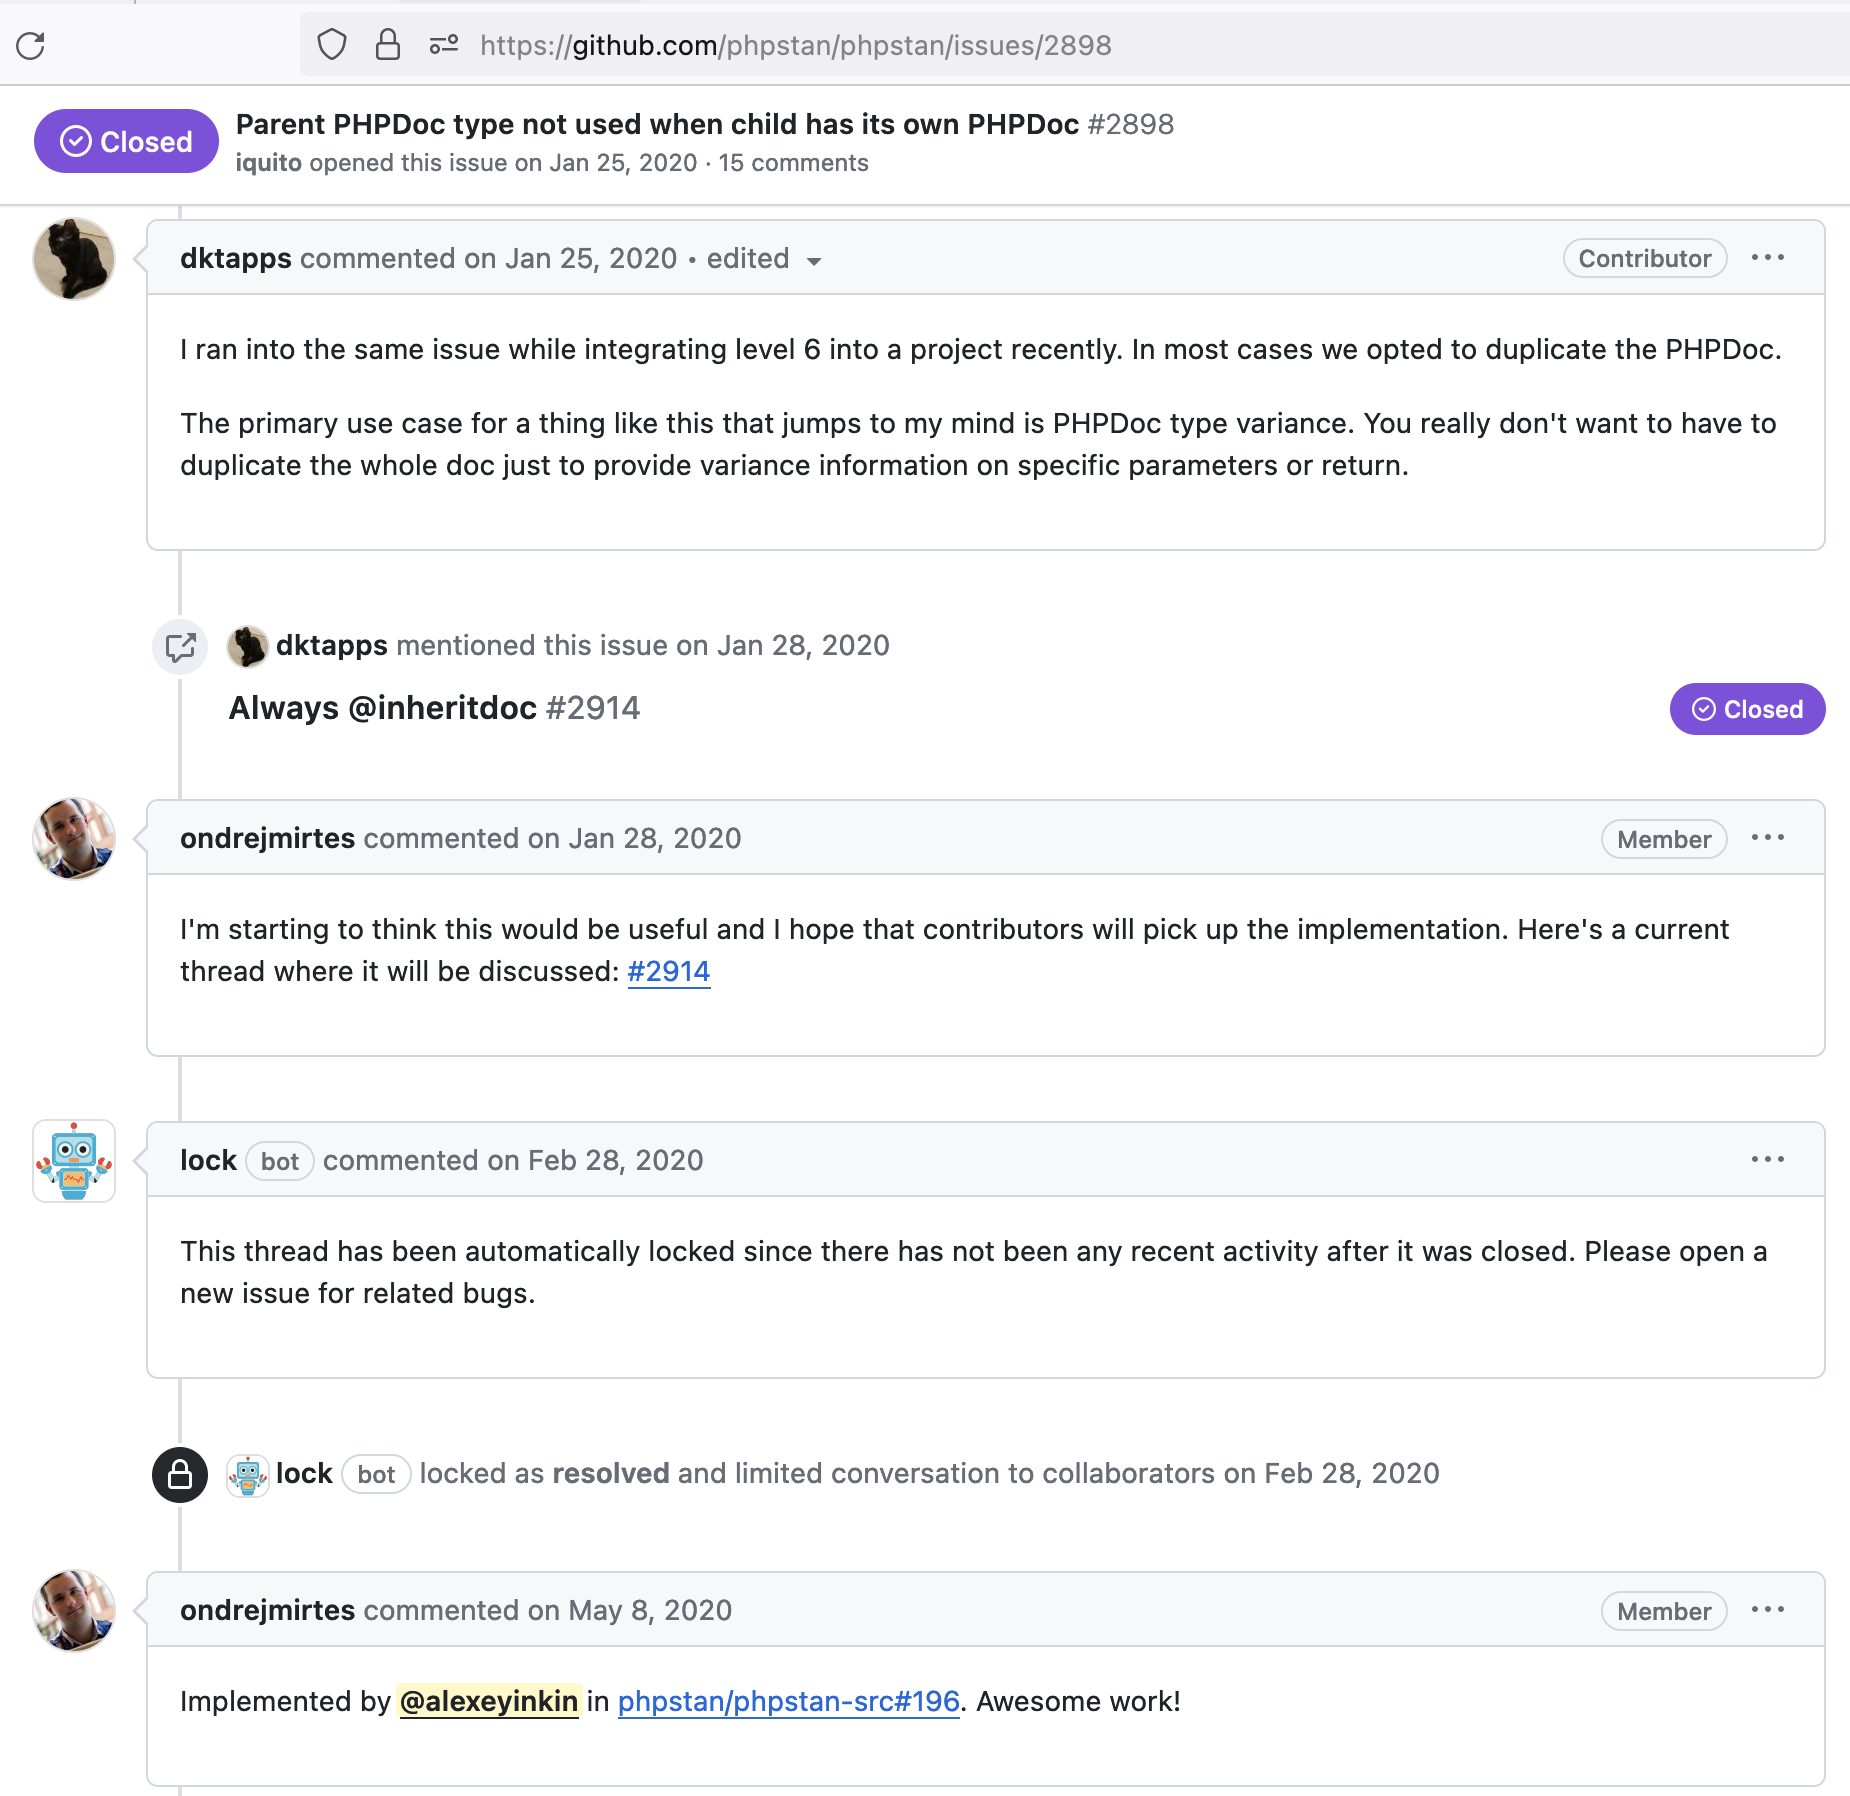 https://github.com/phpstan/phpstan/issues/2898
Closed
Parent PHPDoc type not used when child has its own PHPDoc #2898
iquito opened this issue on Jan 25, 2020 · 15 comments
dktapps commented on Jan 25, 2020 • edited
Contributor
I ran into the same issue while integrating level 6 into a project recently. In most cases we opted to duplicate the PHPDoc.
The primary use case for a thing like this that jumps to my mind is PHPDoc type variance. You really don't want to have to
duplicate the whole doc just to provide variance information on specific parameters or return.
dktapps mentioned this issue on Jan 28, 2020
Always @inheritdoc #2914
Closed
ondrejmirtes commented on Jan 28, 2020
Member
I'm starting to think this would be useful and I hope that contributors will pick up the implementation. Here's a current
thread where it will be discussed: #2914
lock bot commented on Feb 28, 2020
This thread has been automatically locked since there has not been any recent activity after it was closed. Please open a
new issue for related bugs.
lock bot locked as resolved and limited conversation to collaborators on Feb 28, 2020
ondrejmirtes commented on May 8, 2020
Member
Implemented by @alexeyinkin in phpstan/phpstan-src#196. Awesome work!